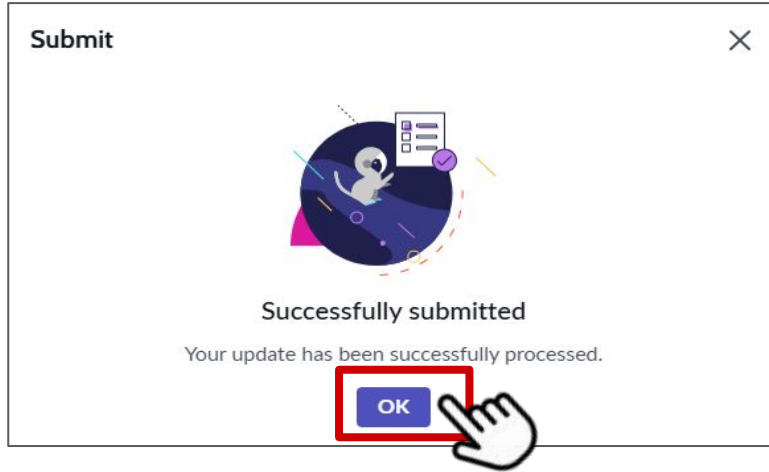 Submit
Successfully submitted
Your update has been successfully processed.
OK